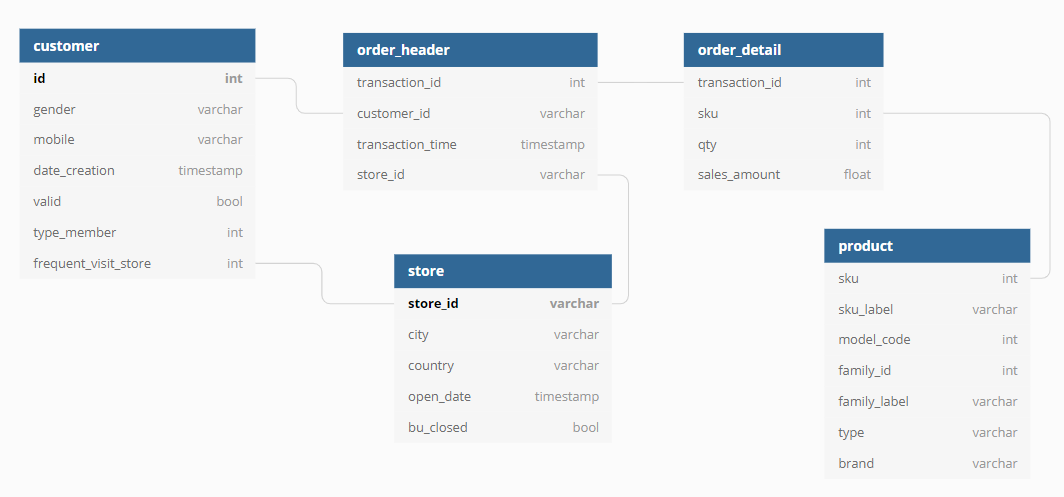 customer
id int
gender varchar
mobile varchar
date_creation timestamp
valid bool
type_member int
frequent_visit_store int
order_header
transaction_id int
customer_id varchar
transaction_time timestamp
store_id varchar
order_detail
transaction_id int
sku int
qty int
sales_amount float
store
store_id varchar
city varchar
country varchar
open_date timestamp
bu_closed bool
product
sku int
sku_label varchar
model_code int
family_id int
family_label varchar
type varchar
brand varchar